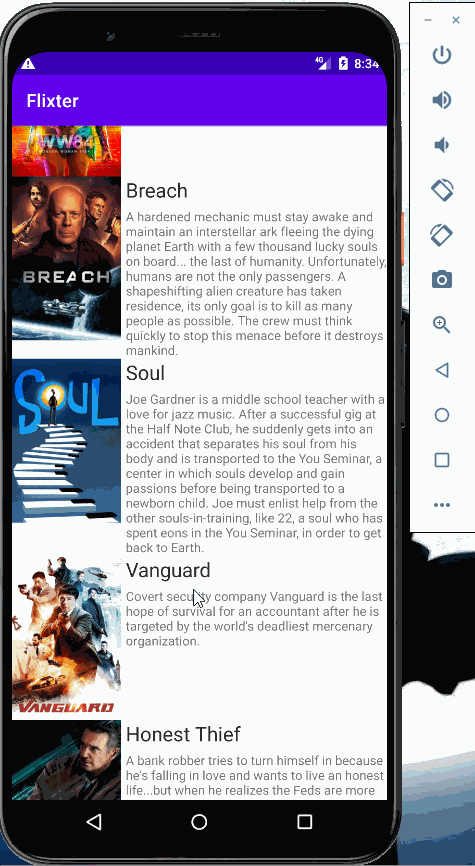 4G 8:34
Flixter
WW84
Breach
A hardened mechanic must stay awake and
maintain an interstellar ark fleeing the dying
planet Earth with a few thousand lucky souls
on board... the last of humanity. Unfortunately,
humans are not the only passengers. A
shapeshifting alien creature has taken
residence, its only goal is to kill as many
people as possible. The crew must think
quickly to stop this menace before it destroys
mankind.
BREACH
Soul
Joe Gardner is a middle school teacher with a
love for jazz music. After a successful gig at
the Half Note Club, he suddenly gets into an
accident that separates his soul from his
body and is transported to the You Seminar, a
center in which souls develop and gain
passions before being transported to a
newborn child. Joe must enlist help from the
other souls-in-training, like 22, a soul who has
spent eons in the You Seminar, in order to get
back to Earth.
SOUL
Vanguard
Covert security company Vanguard is the last
hope of survival for an accountant after he is
targeted by the world's deadliest mercenary
organization.
VANGUARD
Honest Thief
A bank robber tries to turn himself in because
he's falling in love and wants to live an honest
life...but when he realizes the Feds are more